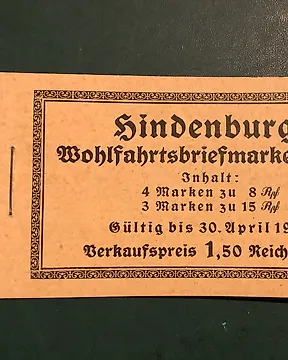 Hindenburg
Wohlfahrtsbriefmarke
Inhalt:
4 Marken zu 8 Rpf
3 Marken zu 15 Rpf
Gültig bis 30. April 19
Verkaufspreis 1,50 Reich